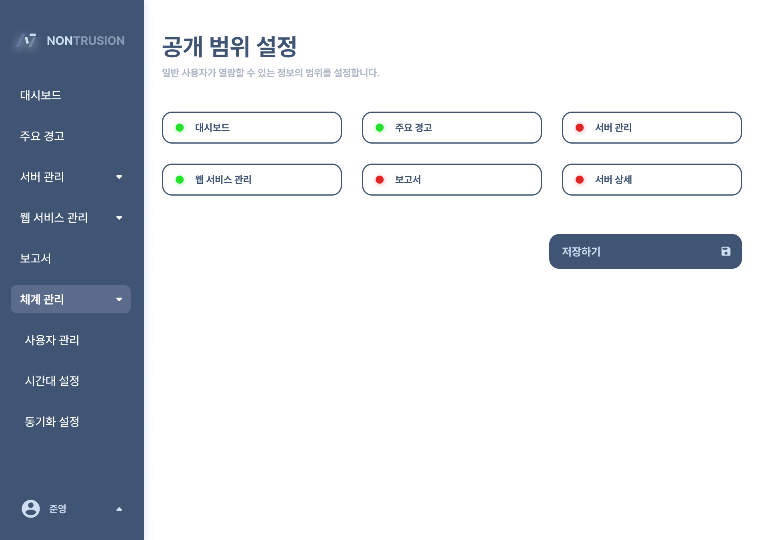 NONTRUSION
대시보드
주요 경고
서버 관리
웹 서비스 관리
보고서
체계 관리
사용자 관리
시간대 설정
동기화 설정
준영
공개 범위 설정
일반 사용자가 열람할 수 있는 정보의 범위를 설정합니다.
대시보드
주요 경고
서버 관리
웹 서비스 관리
보고서
서버 상세
저장하기